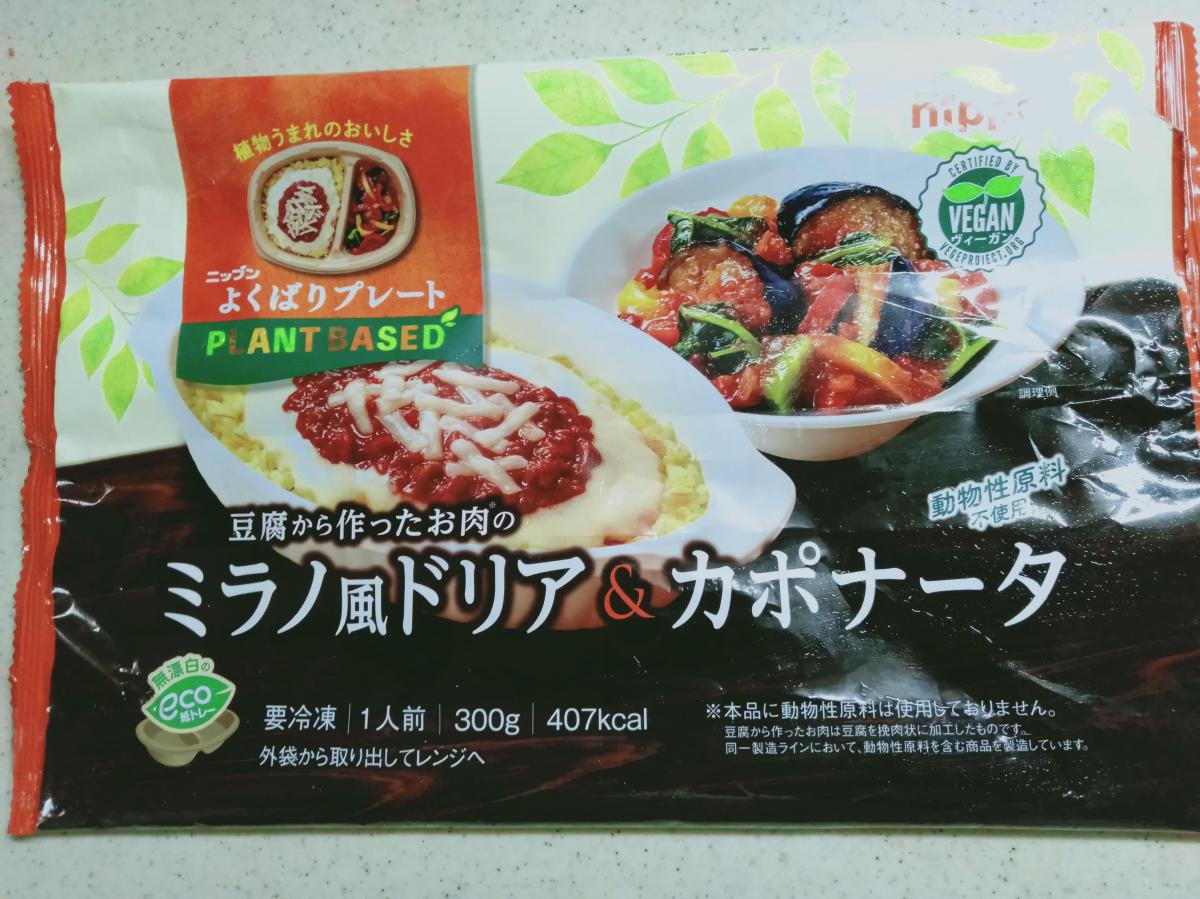 植物うまれのおいしさ
ニップン
よくばりプレート
PLANT BASED
CERTIFIED BY
VEGAN
ヴィーガン
VEGEPROJECT.ORG
調理例
動物性原料
不使用
豆腐から作ったお肉※の
ミラノ風ドリア & カポナータ
無漂白の
eco
紙トレー
要冷凍 | 1人前 | 300g | 407kcal
外袋から取り出してレンジへ
※本品に動物性原料は使用しておりません。
豆腐から作ったお肉は豆腐を挽肉状に加工したものです。
同一製造ラインにおいて、動物性原料を含む商品を製造しています。